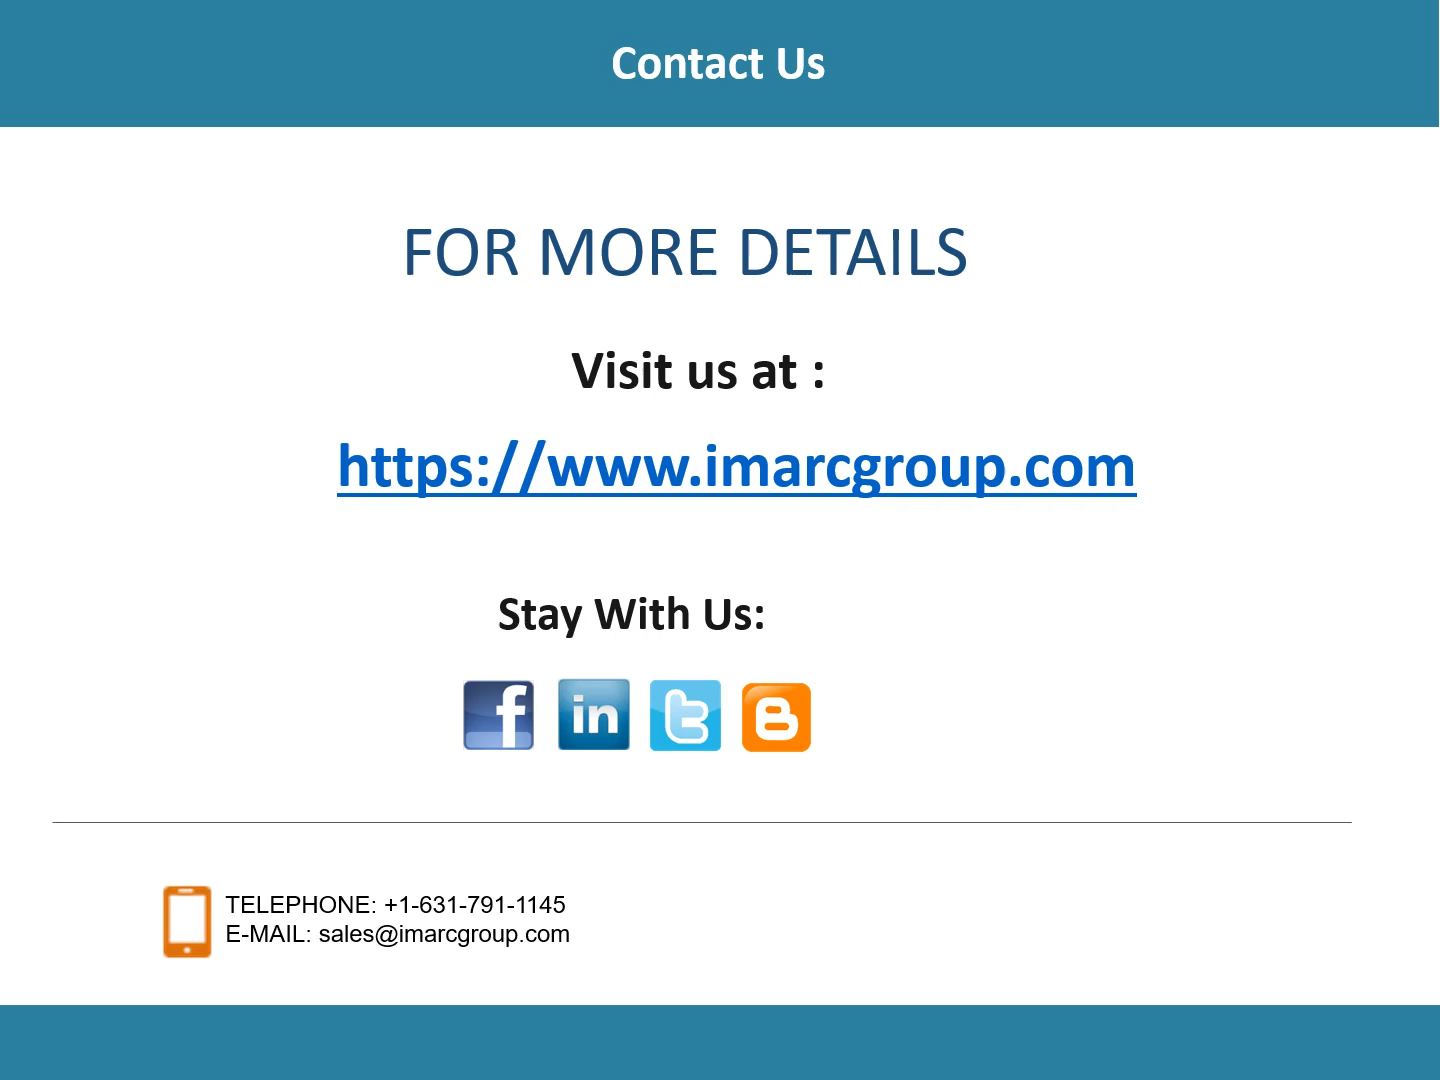 Contact Us
FOR MORE DETAILS
Visit us at :
https://www.imarcgroup.com
Stay With Us:
f in t B
TELEPHONE: +1-631-791-1145
E-MAIL: sales@imarcgroup.com